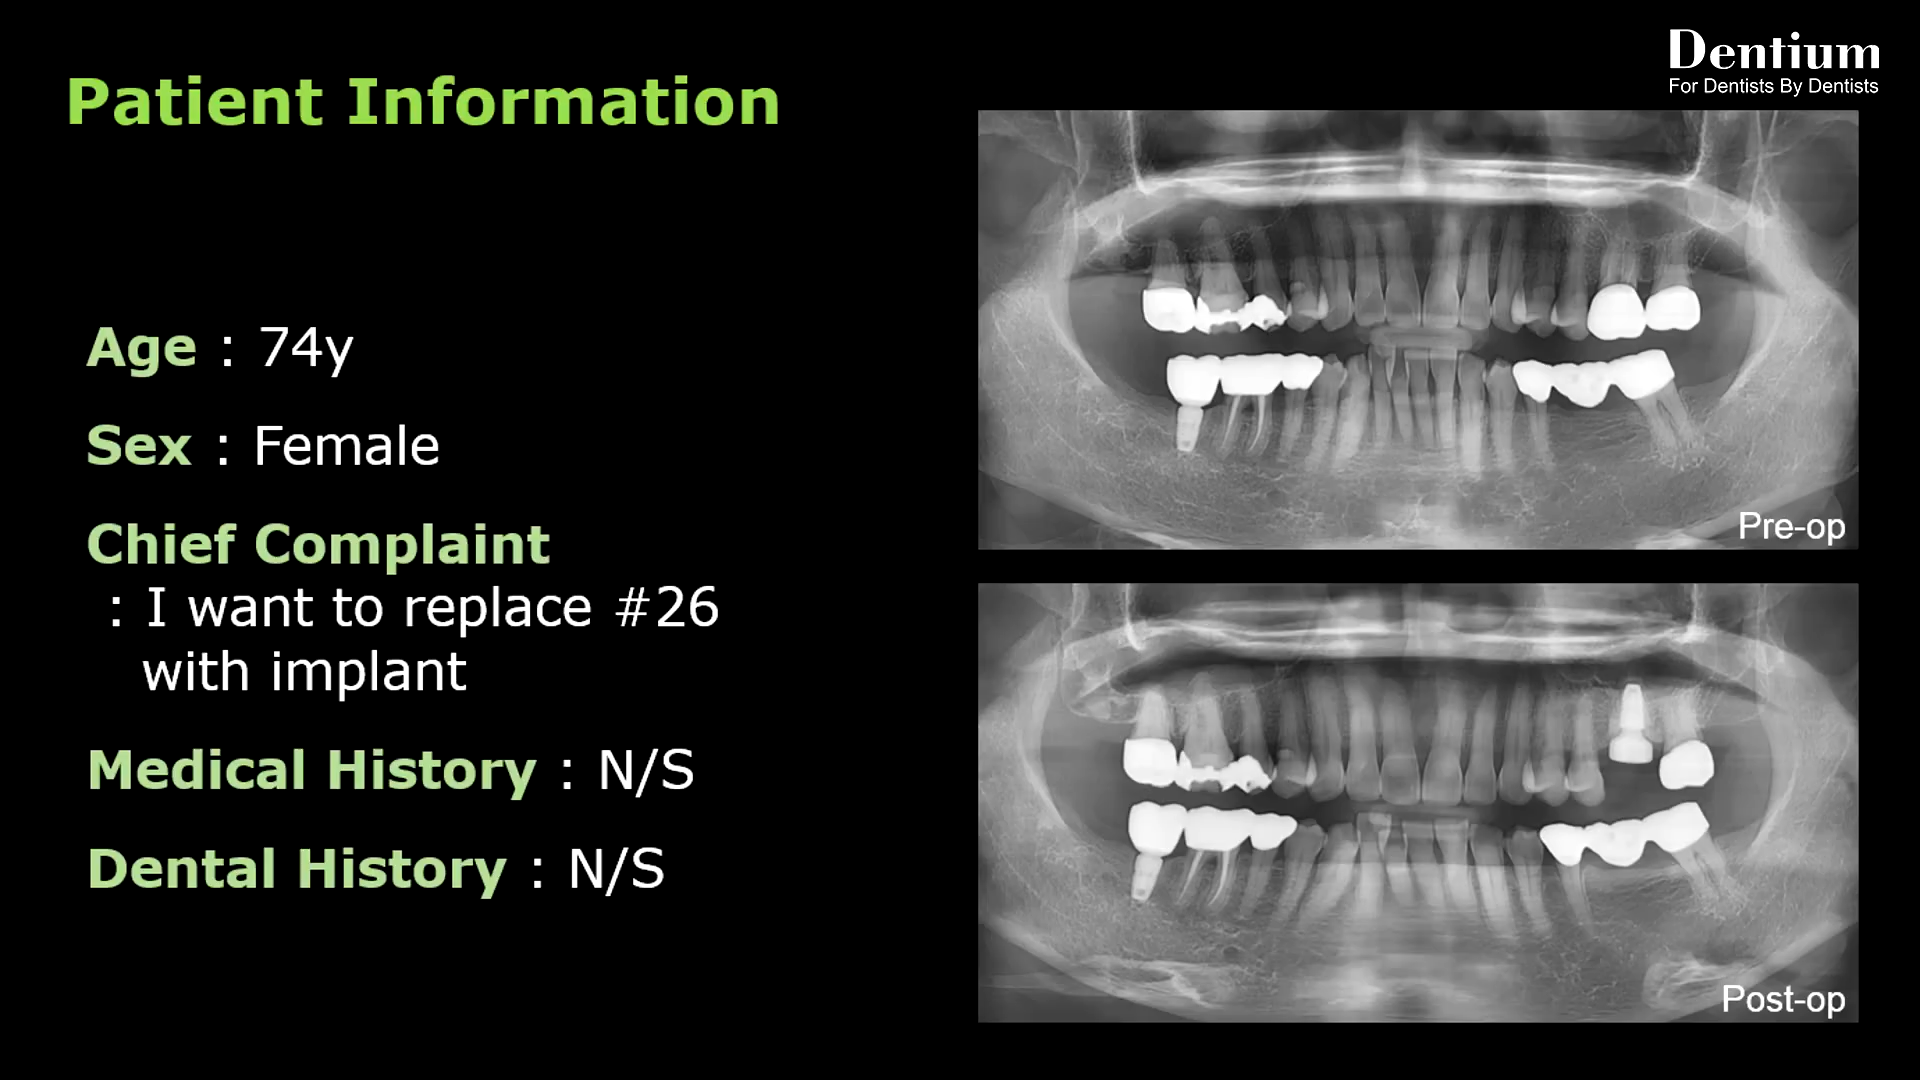 Patient Information
Dentium
For Dentists By Dentists
Age : 74y
Sex : Female
Chief Complaint
: I want to replace #26
with implant
Medical History : N/S
Dental History : N/S
Pre-op
Post-op